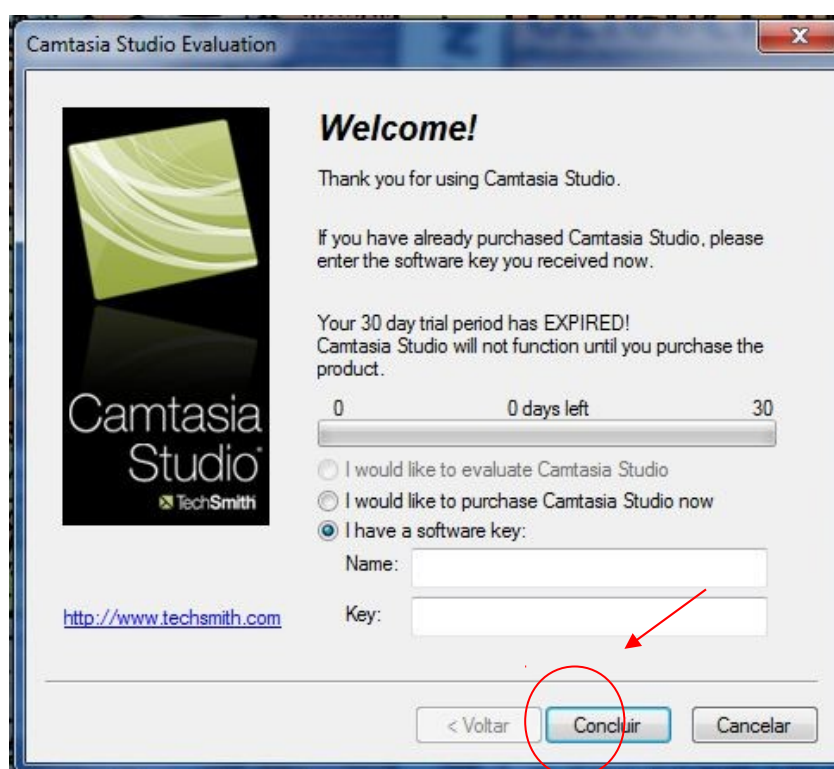 Camtasia Studio Evaluation
Welcome!
Thank you for using Camtasia Studio.
If you have already purchased Camtasia Studio, please
enter the software key you received now.
Your 30 day trial period has EXPIRED!
Camtasia Studio will not function until you purchase the
product.
0 0 days left 30
Camtasia
Studio
TechSmith
I would like to evaluate Camtasia Studio
I would like to purchase Camtasia Studio now
I have a software key:
Name:
http://www.techsmith.com
Key:
< Voltar Concluir Cancelar